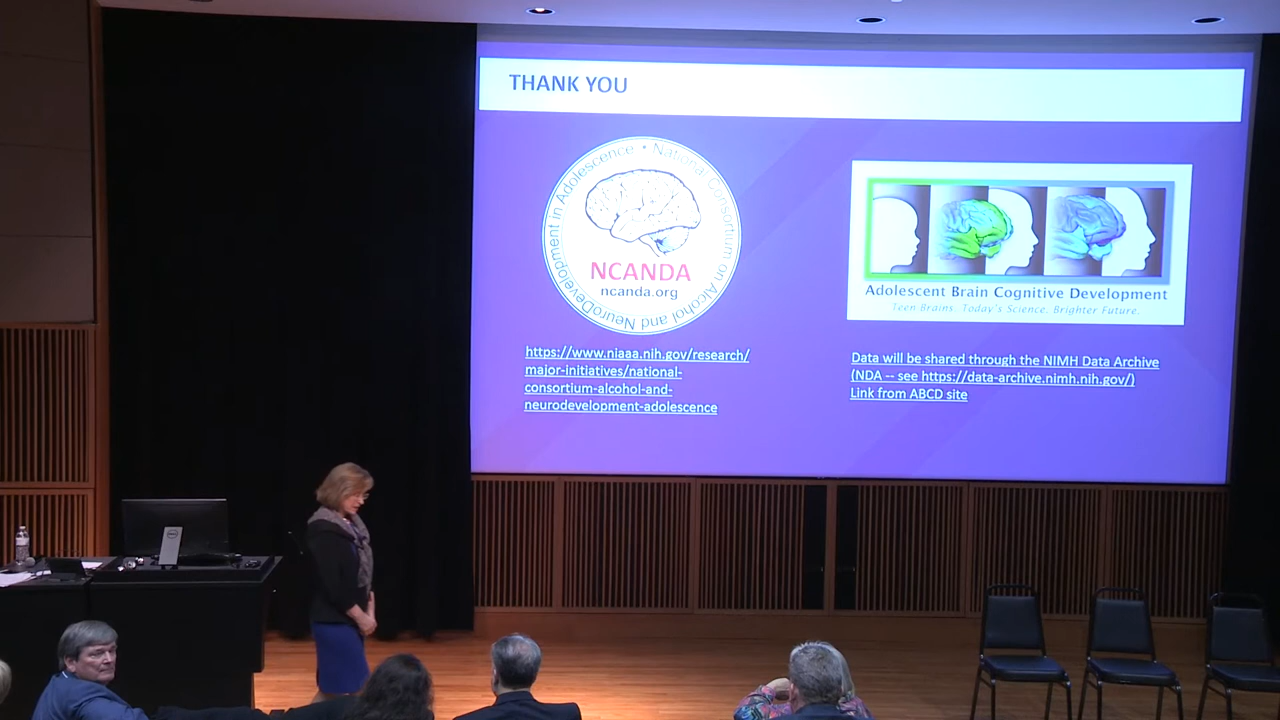 THANK YOU
National Consortium on Alcohol and NeuroDevelopment in Adolescence •
NCANDA
ncanda.org
https://www.niaaa.nih.gov/research/
major-initiatives/national-
consortium-alcohol-and-
neurodevelopment-adolescence
Adolescent Brain Cognitive Development
Teen Brains. Today's Science. Brighter Future.
Data will be shared through the NIMH Data Archive
(NDA -- see https://data-archive.nimh.nih.gov/)
Link from ABCD site